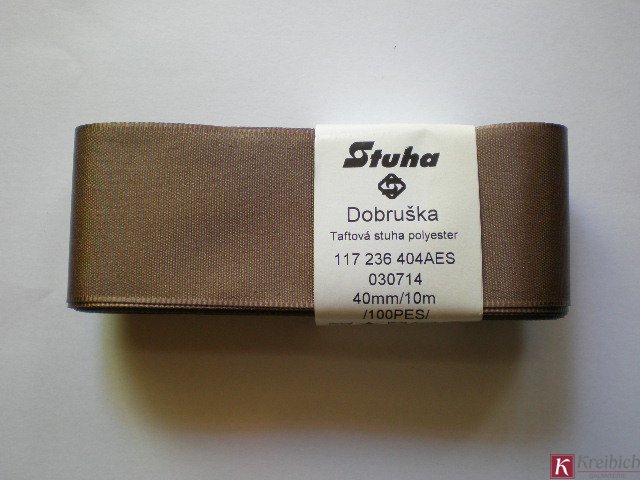 Stuha
Dobruška
Taftová stuha polyester
117 236 404AES
030714
40mm/10m
/100PES/
K Kreibich